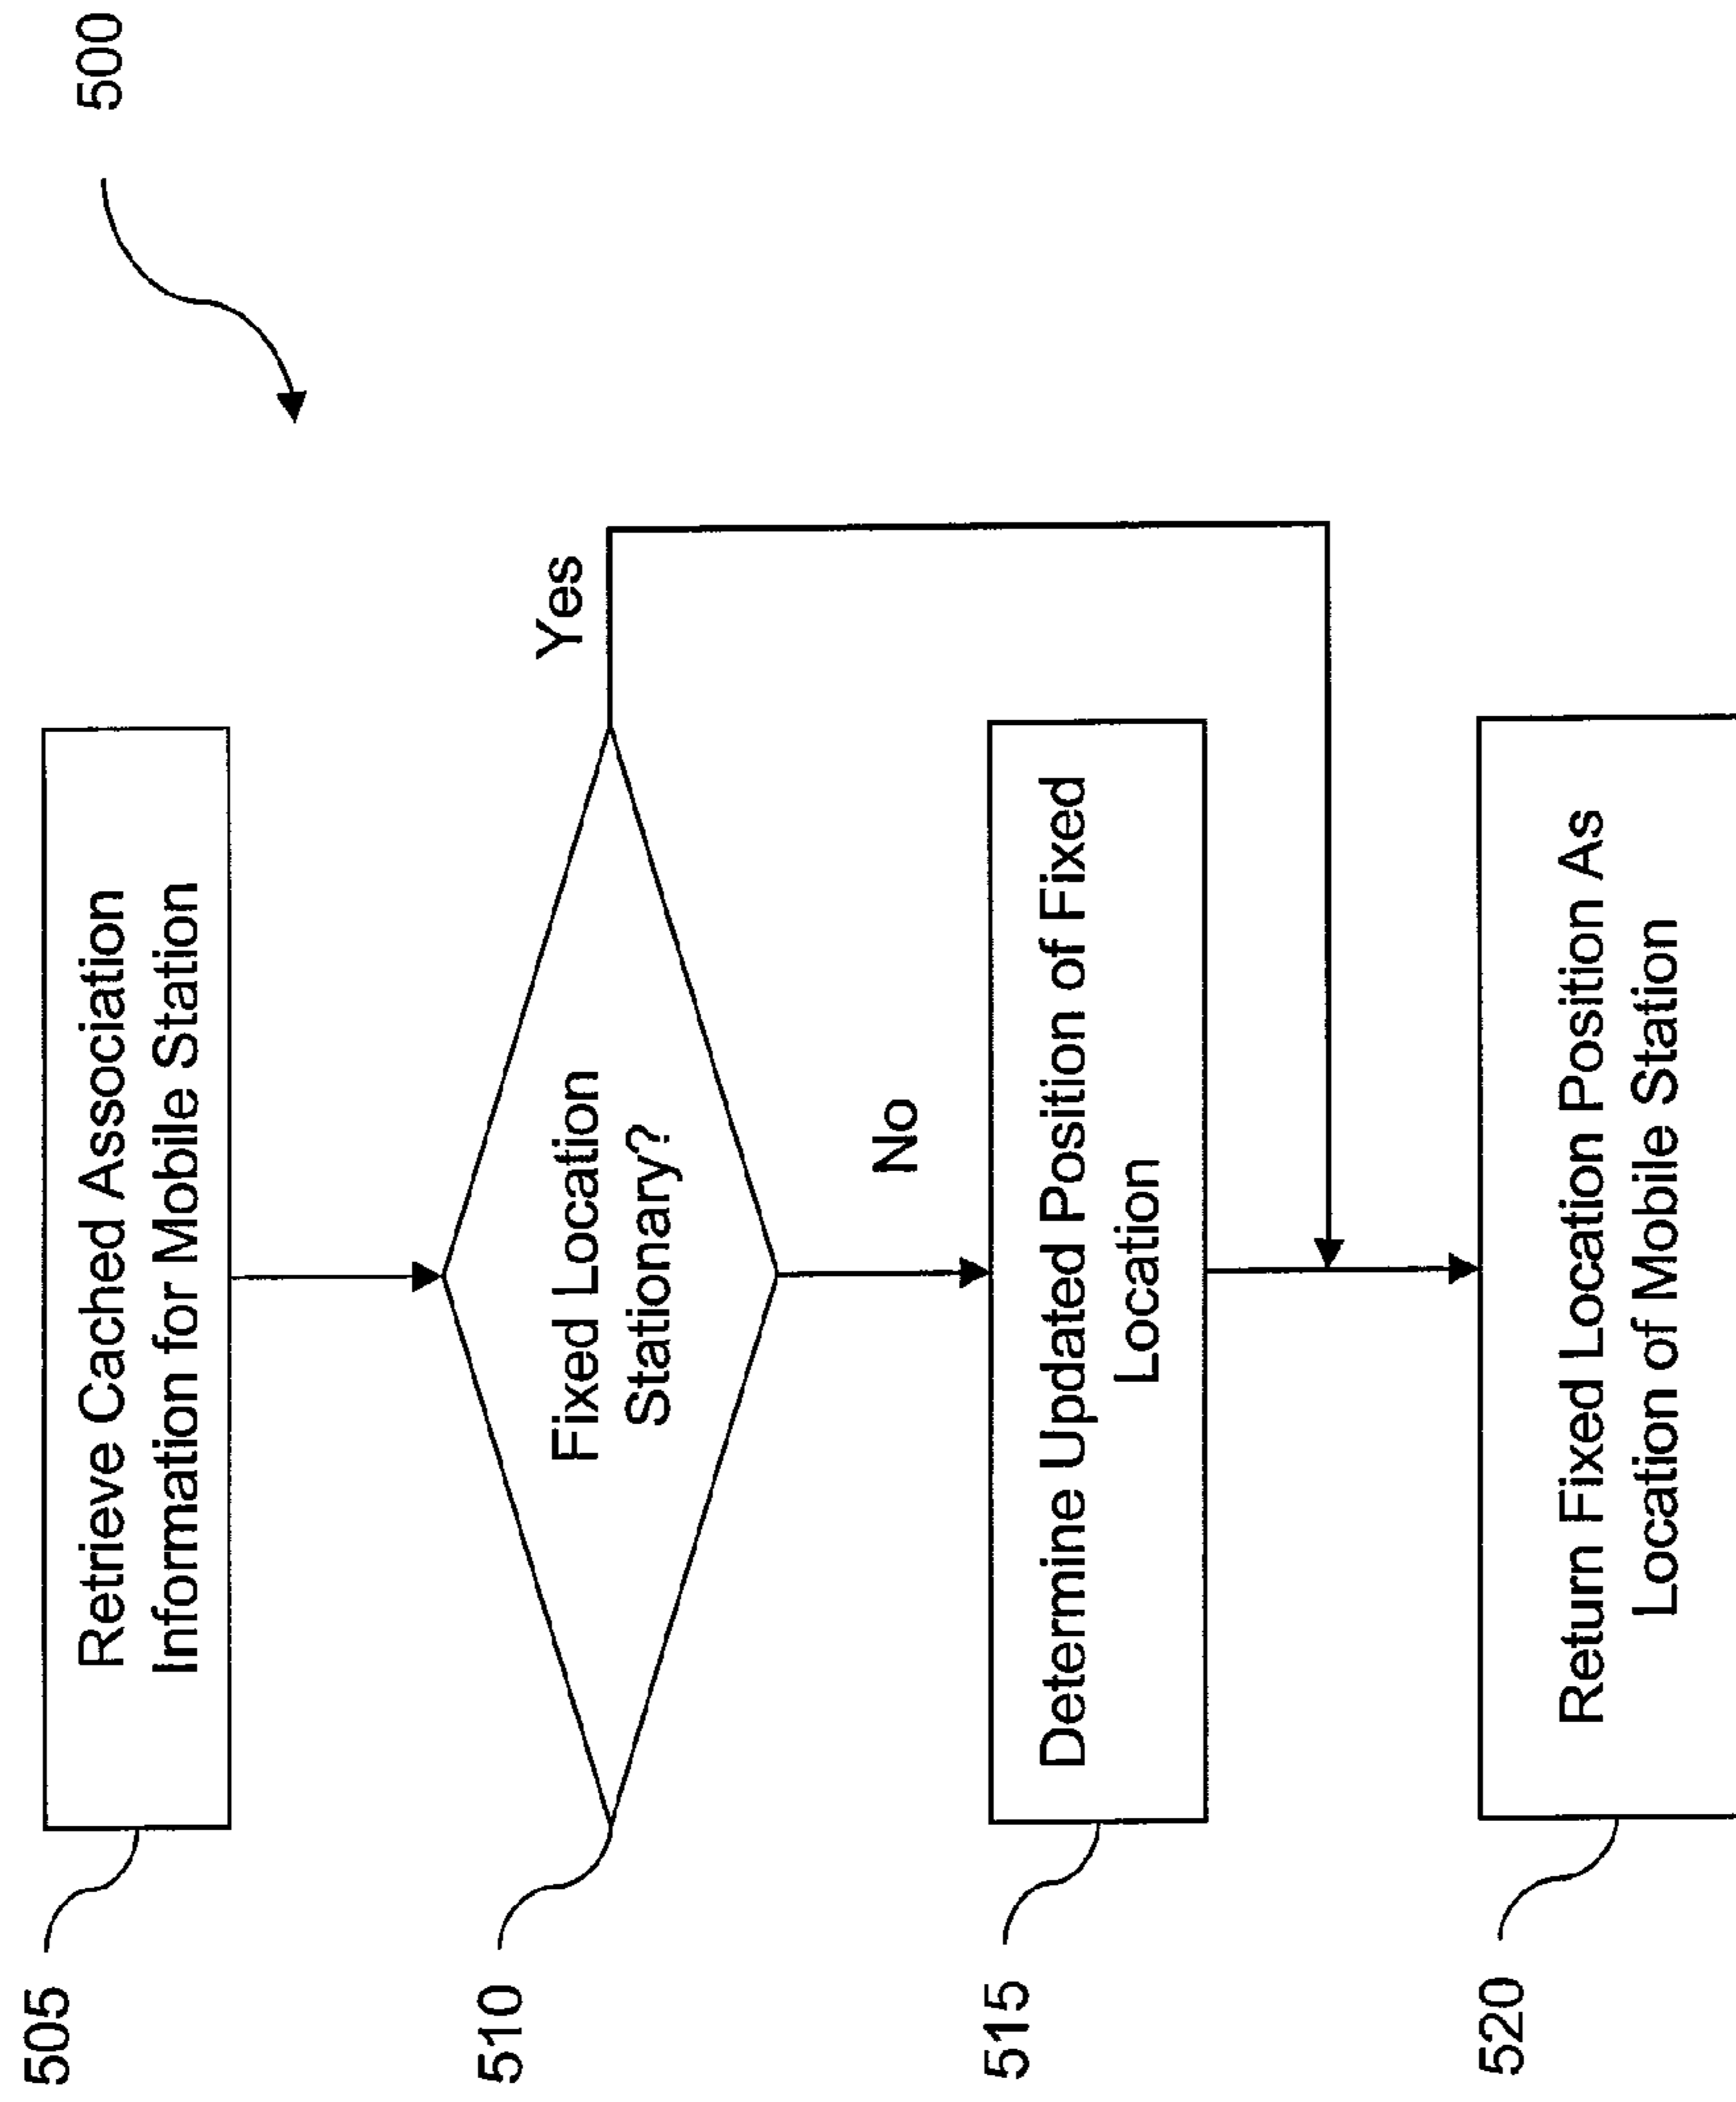 500
505
Retrieve Cached Association
Information for Mobile Station
510
Fixed Location
Stationary?
Yes
No
515
Determine Updated Position of Fixed
Location
520
Return Fixed Location Position As
Location of Mobile Station